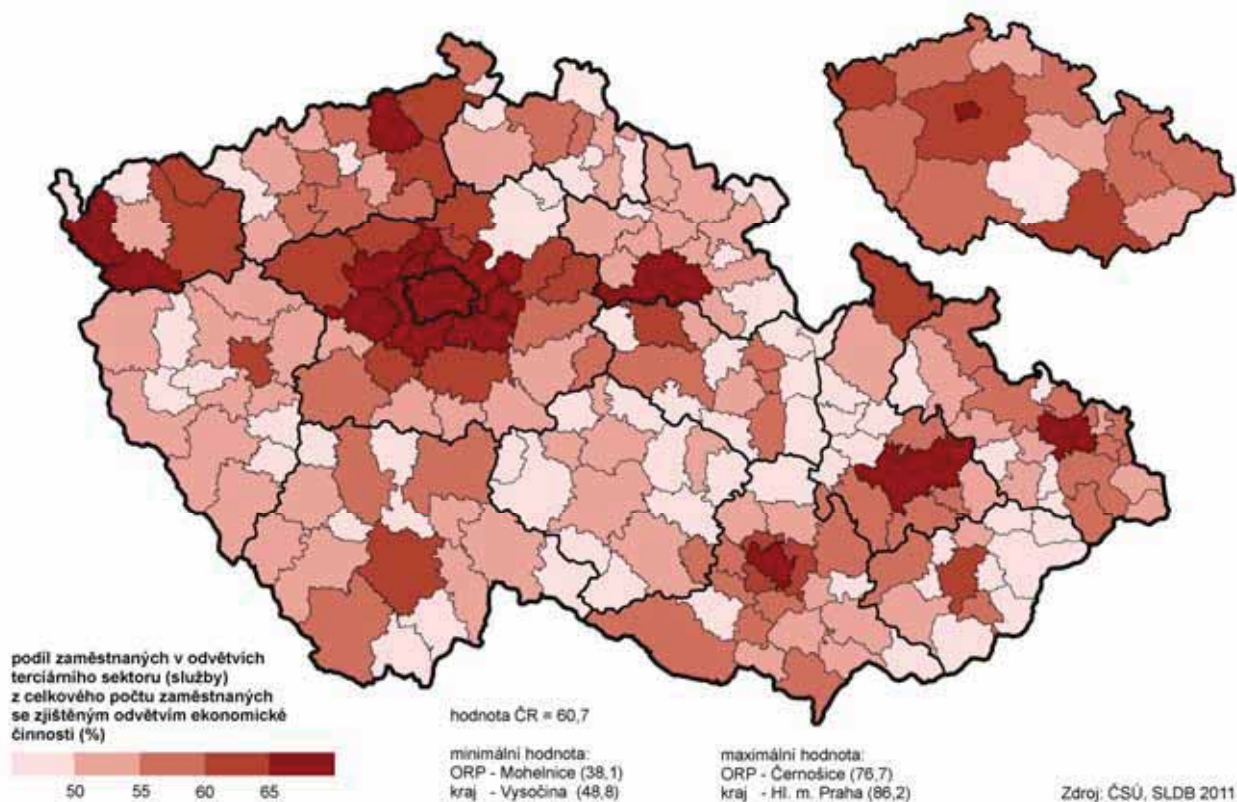 podíl zaměstnaných v odvětvích
terciárního sektoru (služby)
z celkového počtu zaměstnaných
se zjištěným odvětvím ekonomické
činnosti (%)
50 55 60 65
hodnota ČR = 60,7
minimální hodnota:
ORP - Mohelnice (38,1)
kraj - Vysočina (48,8)
maximální hodnota:
ORP - Černošice (76,7)
kraj - Hl. m. Praha (86,2)
Zdroj: ČSÚ, SLDB 2011